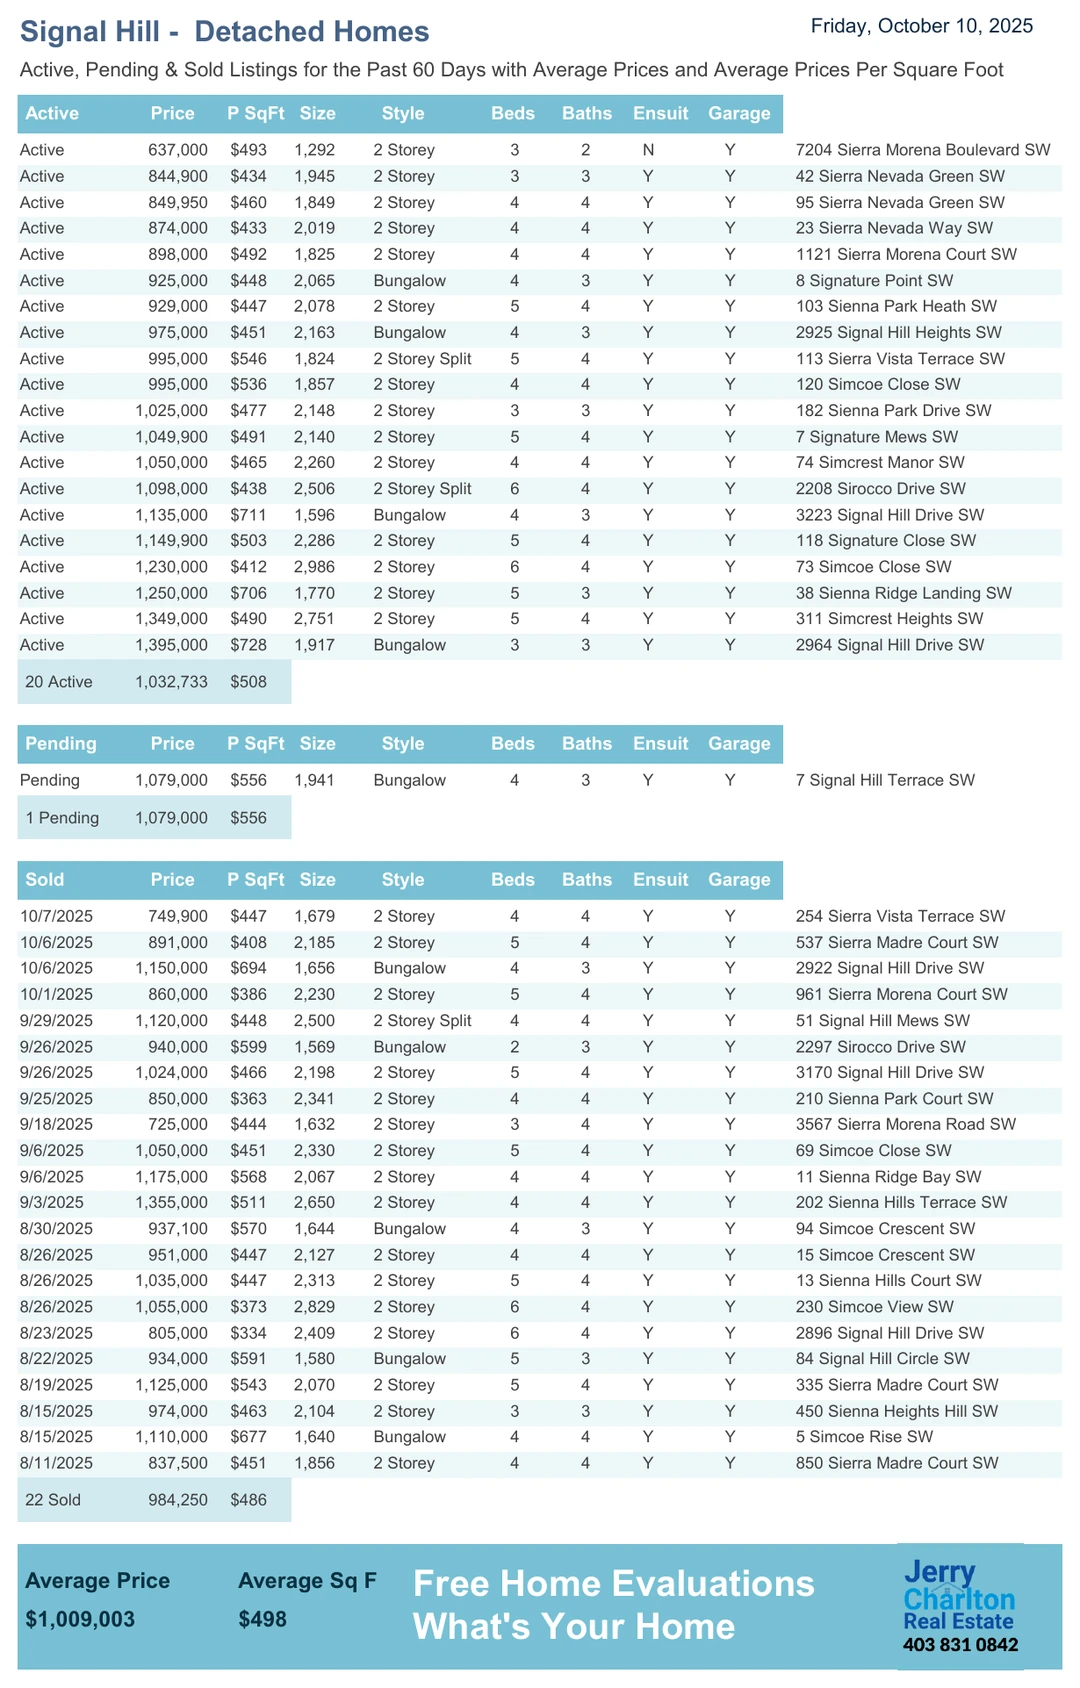 Signal Hill -  Detached Homes
Friday, October 10, 2025
Active, Pending & Sold Listings for the Past 60 Days with Average Prices and Average Prices Per Square Foot
Active Price P SqFt Size Style Beds Baths Ensuit Garage
Active 637,000 $493 1,292 2 Storey 3 2 N Y 7204 Sierra Morena Boulevard SW
Active 844,900 $434 1,945 2 Storey 3 3 Y Y 42 Sierra Nevada Green SW
Active 849,950 $460 1,849 2 Storey 4 4 Y Y 95 Sierra Nevada Green SW
Active 874,000 $433 2,019 2 Storey 4 4 Y Y 23 Sierra Nevada Way SW
Active 898,000 $492 1,825 2 Storey 4 4 Y Y 1121 Sierra Morena Court SW
Active 925,000 $448 2,065 Bungalow 4 3 Y Y 8 Signature Point SW
Active 929,000 $447 2,078 2 Storey 5 4 Y Y 103 Sienna Park Heath SW
Active 975,000 $451 2,163 Bungalow 4 3 Y Y 2925 Signal Hill Heights SW
Active 995,000 $546 1,824 2 Storey Split 5 4 Y Y 113 Sierra Vista Terrace SW
Active 995,000 $536 1,857 2 Storey 4 4 Y Y 120 Simcoe Close SW
Active 1,025,000 $477 2,148 2 Storey 3 3 Y Y 182 Sienna Park Drive SW
Active 1,049,900 $491 2,140 2 Storey 5 4 Y Y 7 Signature Mews SW
Active 1,050,000 $465 2,260 2 Storey 4 4 Y Y 74 Simcrest Manor SW
Active 1,098,000 $438 2,506 2 Storey Split 6 4 Y Y 2208 Sirocco Drive SW
Active 1,135,000 $711 1,596 Bungalow 4 3 Y Y 3223 Signal Hill Drive SW
Active 1,149,900 $503 2,286 2 Storey 5 4 Y Y 118 Signature Close SW
Active 1,230,000 $412 2,986 2 Storey 6 4 Y Y 73 Simcoe Close SW
Active 1,250,000 $706 1,770 2 Storey 5 3 Y Y 38 Sienna Ridge Landing SW
Active 1,349,000 $490 2,751 2 Storey 5 4 Y Y 311 Simcrest Heights SW
Active 1,395,000 $728 1,917 Bungalow 3 3 Y Y 2964 Signal Hill Drive SW
20 Active 1,032,733 $508
Pending Price P SqFt Size Style Beds Baths Ensuit Garage
Pending 1,079,000 $556 1,941 Bungalow 4 3 Y Y 7 Signal Hill Terrace SW
1 Pending 1,079,000 $556
Sold Price P SqFt Size Style Beds Baths Ensuit Garage
10/7/2025 749,900 $447 1,679 2 Storey 4 4 Y Y 254 Sierra Vista Terrace SW
10/6/2025 891,000 $408 2,185 2 Storey 5 4 Y Y 537 Sierra Madre Court SW
10/6/2025 1,150,000 $694 1,656 Bungalow 4 3 Y Y 2922 Signal Hill Drive SW
10/1/2025 860,000 $386 2,230 2 Storey 5 4 Y Y 961 Sierra Morena Court SW
9/29/2025 1,120,000 $448 2,500 2 Storey Split 4 4 Y Y 51 Signal Hill Mews SW
9/26/2025 940,000 $599 1,569 Bungalow 2 3 Y Y 2297 Sirocco Drive SW
9/26/2025 1,024,000 $466 2,198 2 Storey 5 4 Y Y 3170 Signal Hill Drive SW
9/25/2025 850,000 $363 2,341 2 Storey 4 4 Y Y 210 Sienna Park Court SW
9/18/2025 725,000 $444 1,632 2 Storey 3 4 Y Y 3567 Sierra Morena Road SW
9/6/2025 1,050,000 $451 2,330 2 Storey 5 4 Y Y 69 Simcoe Close SW
9/6/2025 1,175,000 $568 2,067 2 Storey 4 4 Y Y 11 Sienna Ridge Bay SW
9/3/2025 1,355,000 $511 2,650 2 Storey 4 4 Y Y 202 Sienna Hills Terrace SW
8/30/2025 937,100 $570 1,644 Bungalow 4 3 Y Y 94 Simcoe Crescent SW
8/26/2025 951,000 $447 2,127 2 Storey 4 4 Y Y 15 Simcoe Crescent SW
8/26/2025 1,035,000 $447 2,313 2 Storey 5 4 Y Y 13 Sienna Hills Court SW
8/26/2025 1,055,000 $373 2,829 2 Storey 6 4 Y Y 230 Simcoe View SW
8/23/2025 805,000 $334 2,409 2 Storey 6 4 Y Y 2896 Signal Hill Drive SW
8/22/2025 934,000 $591 1,580 Bungalow 5 3 Y Y 84 Signal Hill Circle SW
8/19/2025 1,125,000 $543 2,070 2 Storey 5 4 Y Y 335 Sierra Madre Court SW
8/15/2025 974,000 $463 2,104 2 Storey 3 3 Y Y 450 Sienna Heights Hill SW
8/15/2025 1,110,000 $677 1,640 Bungalow 4 4 Y Y 5 Simcoe Rise SW
8/11/2025 837,500 $451 1,856 2 Storey 4 4 Y Y 850 Sierra Madre Court SW
22 Sold 984,250 $486
Average Price Average Sq F
$1,009,003 $498
Free Home Evaluations
What's Your Home
Jerry
Charlton
Real Estate
403 831 0842